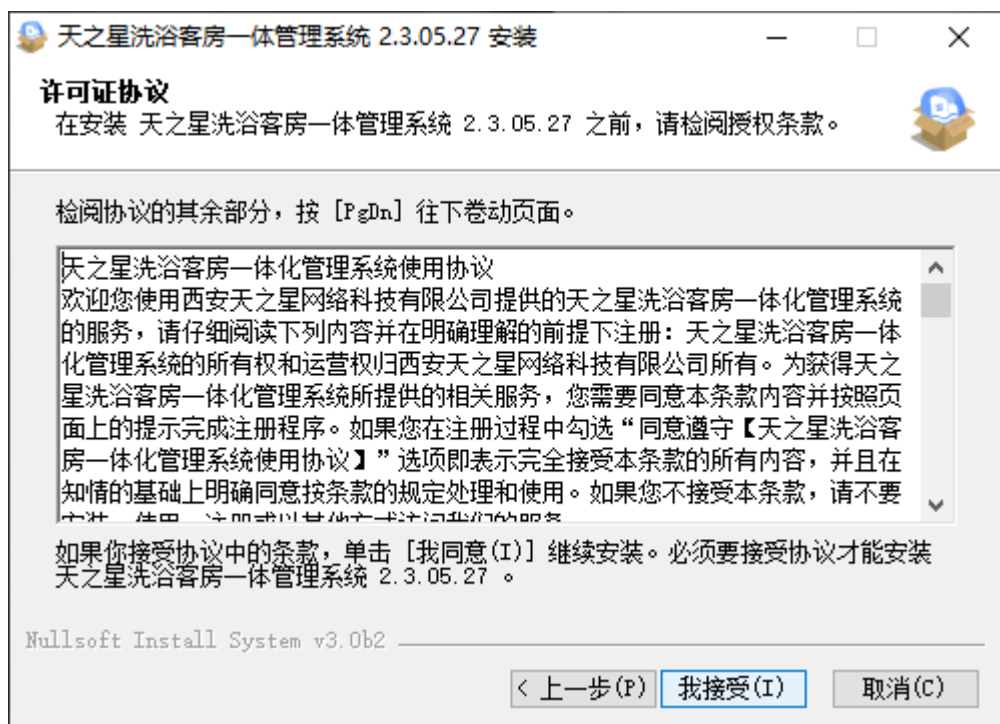 天之星洗浴客房一体管理系统 2.3.05.27 安装
许可证协议
在安装 天之星洗浴客房一体管理系统 2.3.05.27 之前，请检阅授权条款。
检阅协议的其余部分，按 [PgDn] 往下卷动页面。
天之星洗浴客房一体化管理系统使用协议
欢迎您使用西安天之星网络科技有限公司提供的天之星洗浴客房一体化管理系统
的服务，请仔细阅读下列内容并在明确理解的前提下注册：天之星洗浴客房一体
化管理系统的所有权和运营权归西安天之星网络科技有限公司所有。为获得天之
星洗浴客房一体化管理系统所提供的相关服务，您需要同意本条款内容并按照页
面上的提示完成注册程序。如果您在注册过程中勾选“同意遵守【天之星洗浴客
房一体化管理系统使用协议】”选项即表示完全接受本条款的所有内容，并且在
知情的基础上明确同意按条款的规定处理和使用。如果您不接受本条款，请不要
安装、使用、注册或以其他方式访问我们的服务
如果你接受协议中的条款，单击 [我同意(I)] 继续安装。必须要接受协议才能安装
天之星洗浴客房一体管理系统 2.3.05.27 。
Nullsoft Install System v3.0b2
< 上一步(P)
我接受(I)
取消(C)